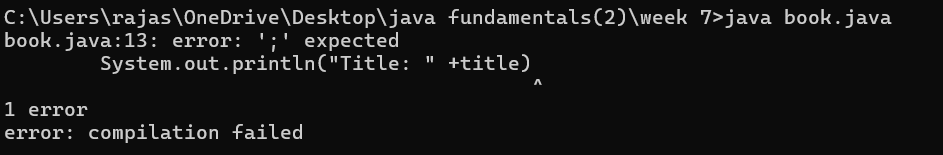 C:\Users\rajas\OneDrive\Desktop\java fundamentals(2)\week 7>java book.java
book.java:13: error: ';' expected
        System.out.println("Title: " +title)
                                            ^
1 error
error: compilation failed